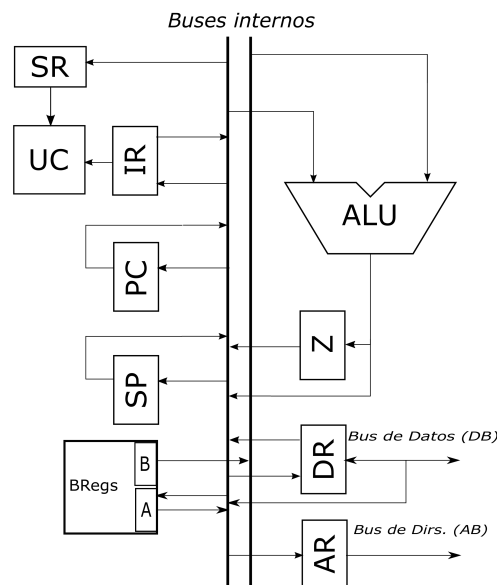 Buses internos
SR
UC
IR
ALU
PC
Z
SP
Bus de Datos (DB)
DR
B
BRegs
A
Bus de Dirs. (AB)
AR